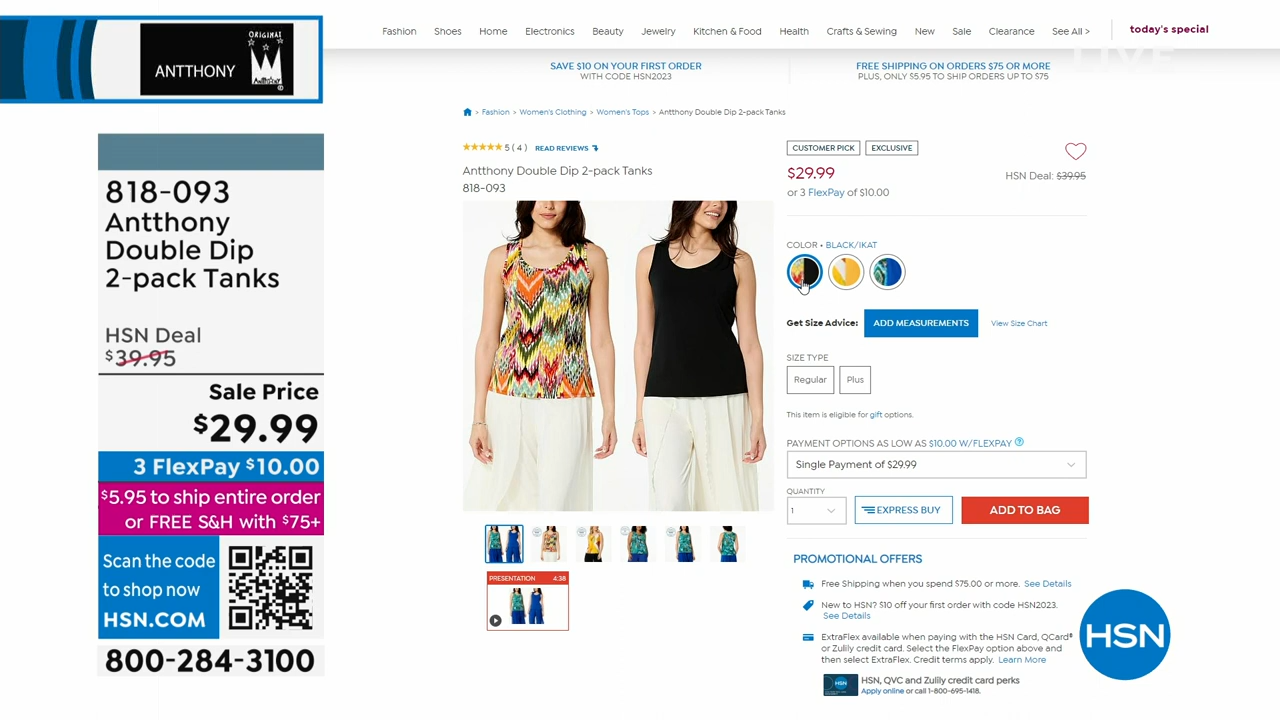 ORIGINAL
ANTTHONY
Antthony
®
818-093
Antthony
Double Dip
2-pack Tanks
HSN Deal
$39.95
Sale Price
$29.99
3 FlexPay $10.00
$5.95 to ship entire order
or FREE S&H with $75+
Scan the code
to shop now
HSN.COM
800-284-3100
Fashion Shoes Home Electronics Beauty Jewelry Kitchen & Food Health Crafts & Sewing New Sale Clearance See All > today's special
LIVE
SAVE $10 ON YOUR FIRST ORDER
WITH CODE HSN2023
FREE SHIPPING ON ORDERS $75 OR MORE
PLUS, ONLY $5.95 TO SHIP ORDERS UP TO $75
> Fashion > Women's Clothing > Women's Tops > Antthony Double Dip 2-pack Tanks
5 ( 4 ) READ REVIEWS
Antthony Double Dip 2-pack Tanks
818-093
PRESENTATION 4:38
CUSTOMER PICK EXCLUSIVE
$29.99
HSN Deal: $39.95
or 3 FlexPay of $10.00
COLOR • BLACK/IKAT
Get Size Advice: ADD MEASUREMENTS View Size Chart
SIZE TYPE
Regular Plus
This item is eligible for gift options.
PAYMENT OPTIONS AS LOW AS $10.00 W/FLEXPAY ?
Single Payment of $29.99
QUANTITY
1 EXPRESS BUY ADD TO BAG
PROMOTIONAL OFFERS
Free Shipping when you spend $75.00 or more. See Details
New to HSN? $10 off your first order with code HSN2023.
See Details
ExtraFlex available when paying with the HSN Card, QCard®
or Zulily credit card. Select the FlexPay option above and
then select ExtraFlex. Credit terms apply. Learn More
HSN
HSN, QVC and Zulily credit card perks
Apply online or call 1-800-695-1418.
HSN